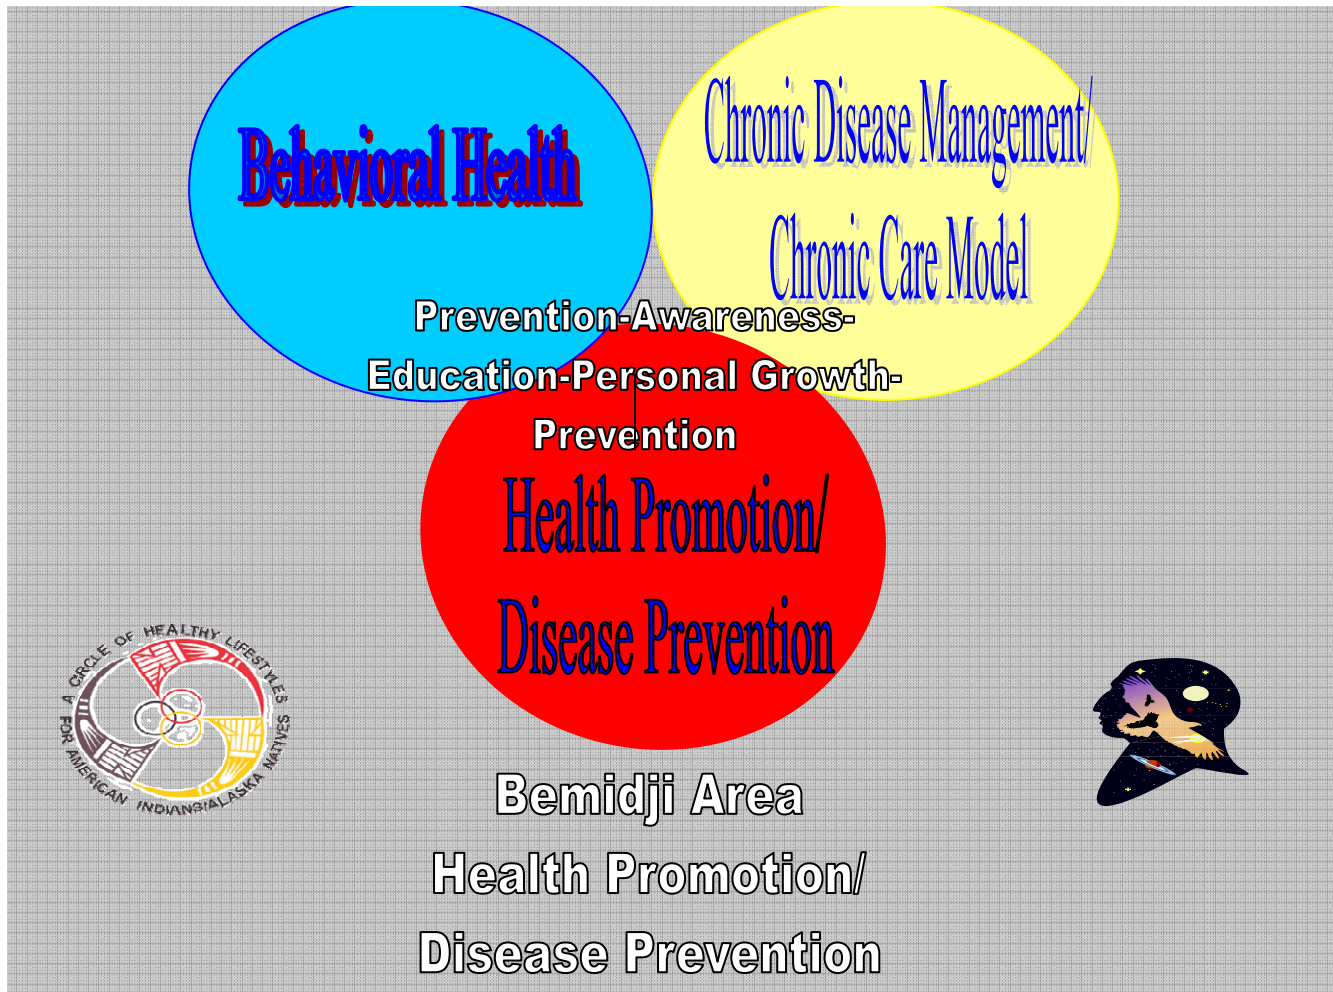 Behavioral Health
Chronic Disease Management/
Chronic Care Model
Prevention-Awareness-
Education-Personal Growth-
Prevention
Health Promotion/
Disease Prevention
A CIRCLE OF HEALTHY LIFESTYLES
FOR AMERICAN INDIANS/ALASKA NATIVES
Bemidji Area
Health Promotion/
Disease Prevention